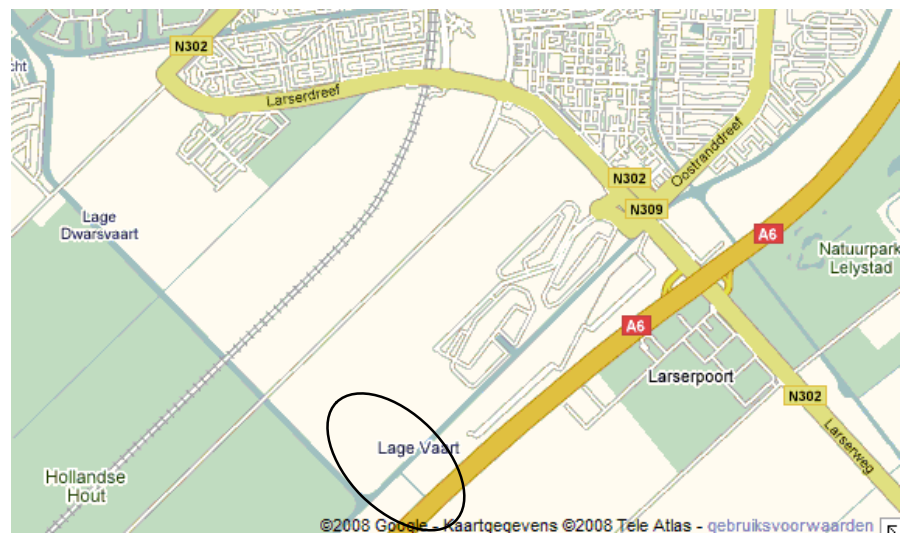 N302
cht
Larserdreef
Oostranddreef
N302
N309
Lage
Dwarsvaart
A6
Natuurpark
Lelystad
A6
Larserpoort
N302
Larserweg
Lage Vaart
Hollandse
Hout
©2008 Google - Kaartgegevens ©2008 Tele Atlas - gebruiksvoorwaarden